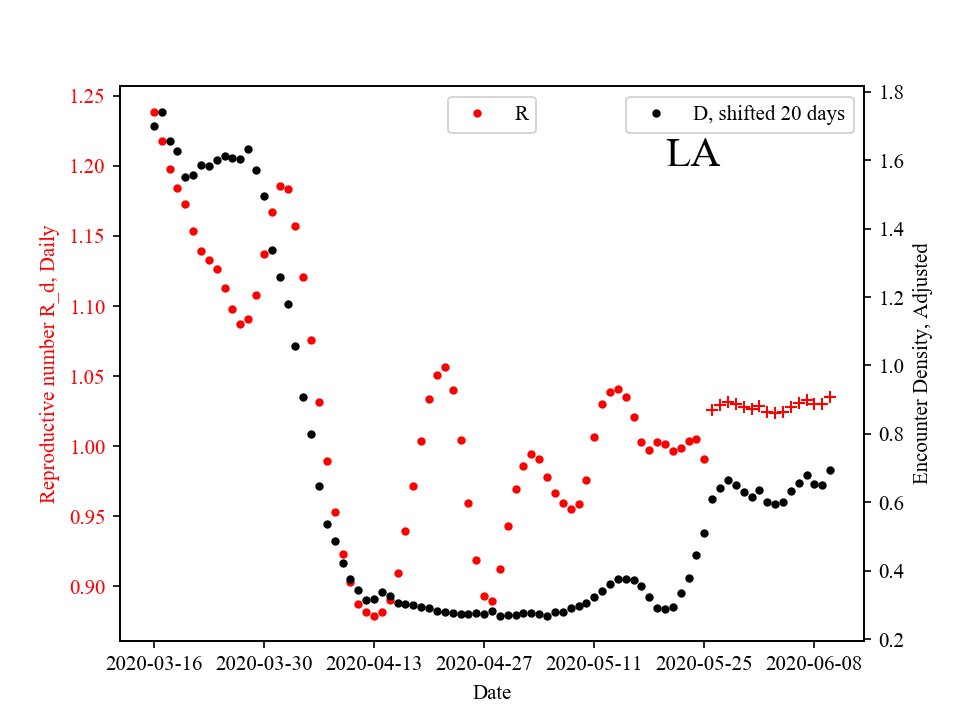 R
D, shifted 20 days
LA
Reproductive number R_d, Daily
1.25
1.20
1.15
1.10
1.05
1.00
0.95
0.90
1.8
1.6
1.4
1.2
1.0
0.8
0.6
0.4
0.2
Encounter Density, Adjusted
2020-03-16 2020-03-30 2020-04-13 2020-04-27 2020-05-11 2020-05-25 2020-06-08
Date